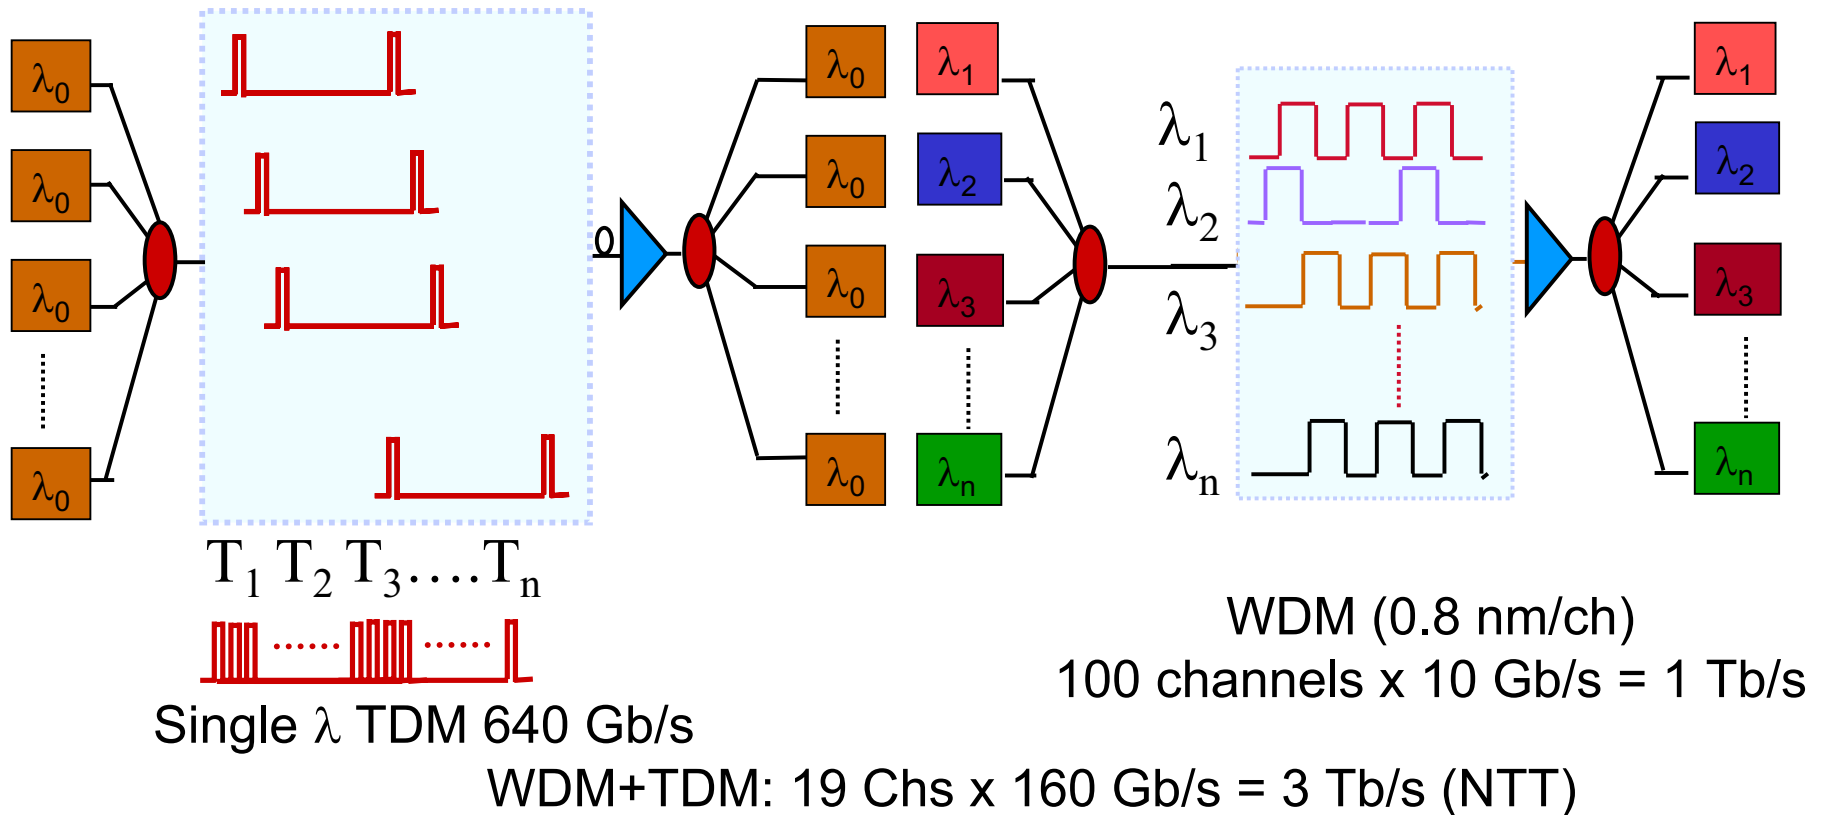 λ0
λ0
λ0
λ0
λ0
λ0
λ0
λ0
λ1
λ2
λ3
λn
λ1
λ2
λ3
λn
λ1
λ2
λ3
λn
T1 T2 T3....Tn
Single λ TDM 640 Gb/s
WDM (0.8 nm/ch)
100 channels x 10 Gb/s = 1 Tb/s
WDM+TDM: 19 Chs x 160 Gb/s = 3 Tb/s (NTT)